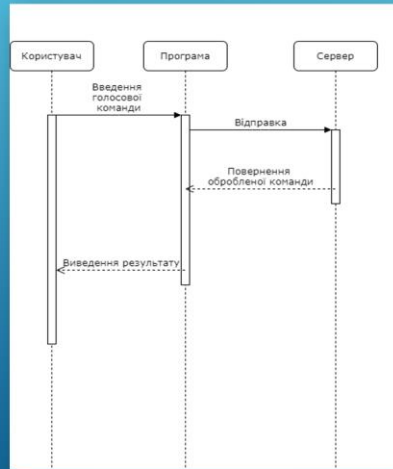 Користувач
Програма
Сервер
Введення
голосової
команди
Відправка
Повернення
обробленої команди
Виведення результату